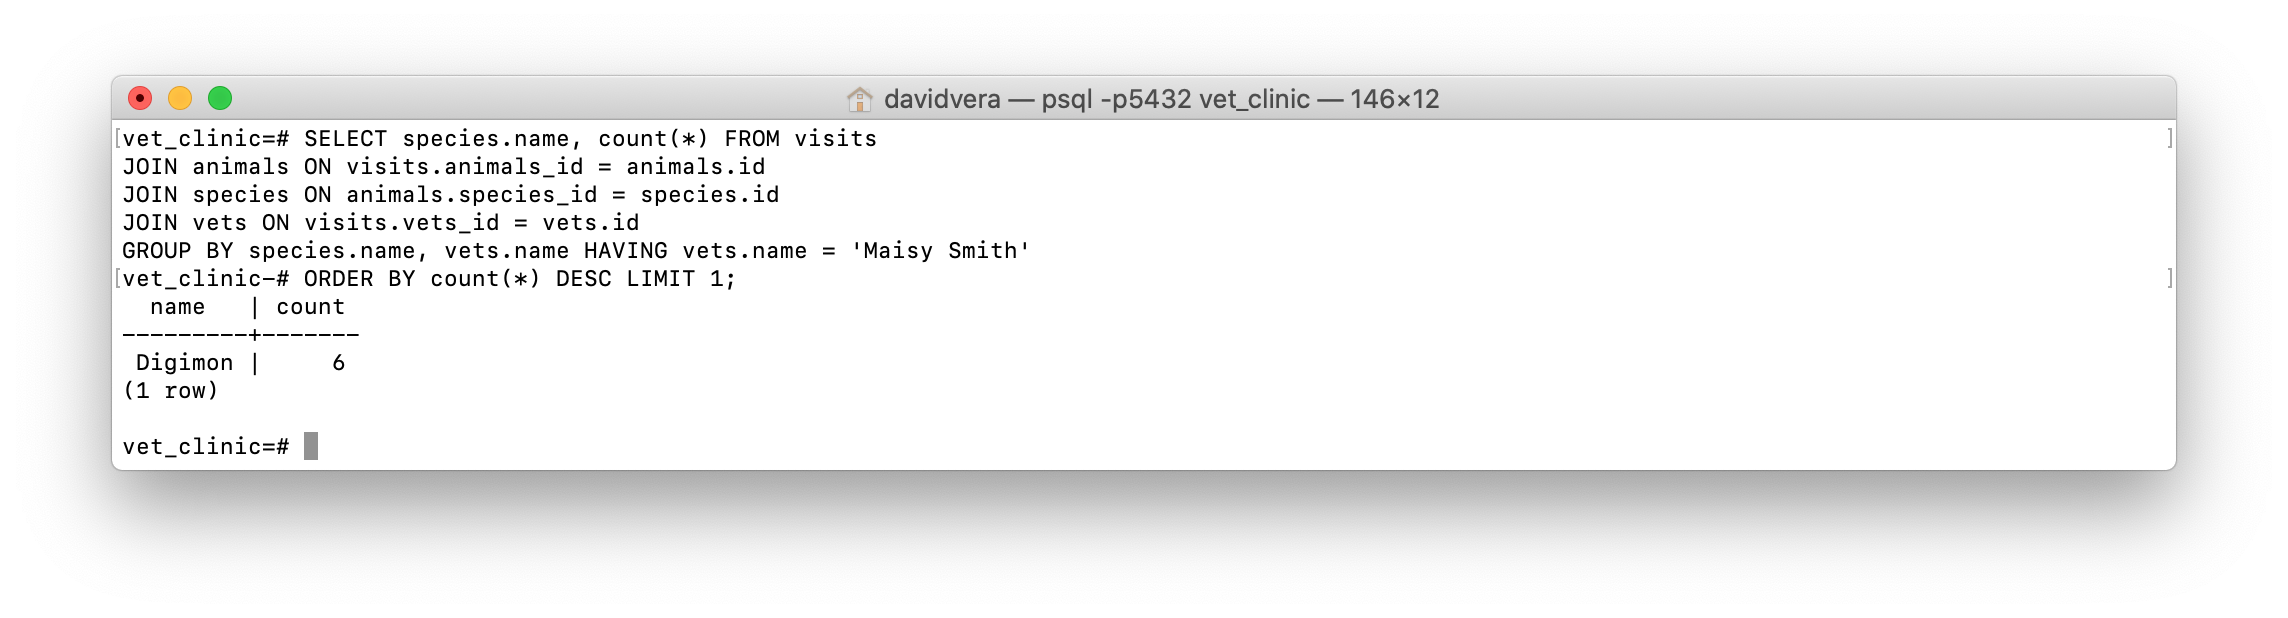 davidvera — psql -p5432 vet_clinic — 146×12
[vet_clinic=# SELECT species.name, count(*) FROM visits ]
JOIN animals ON visits.animals_id = animals.id
JOIN species ON animals.species_id = species.id
JOIN vets ON visits.vets_id = vets.id
GROUP BY species.name, vets.name HAVING vets.name = 'Maisy Smith'
[vet_clinic-# ORDER BY count(*) DESC LIMIT 1; ]
  name   | count
---------+-------
 Digimon |     6
(1 row)
vet_clinic=#